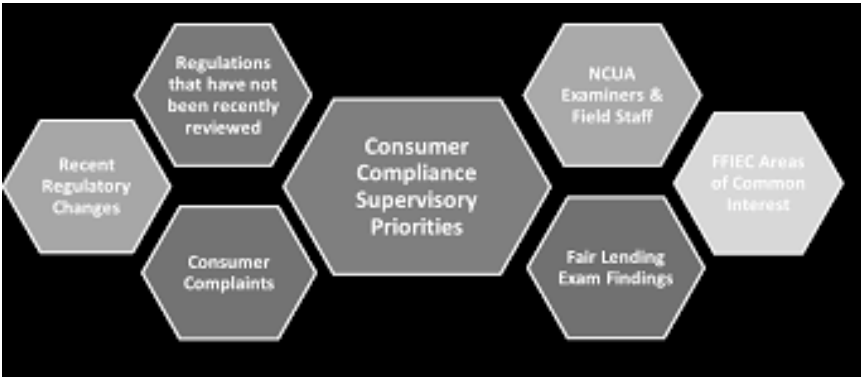 Regulations
that have not
been recently
reviewed
Recent
Regulatory
Changes
Consumer
Complaints
Consumer
Compliance
Supervisory
Priorities
NCUA
Examiners &
Field Staff
FFIEC Areas
of Common
Interest
Fair Lending
Exam Findings